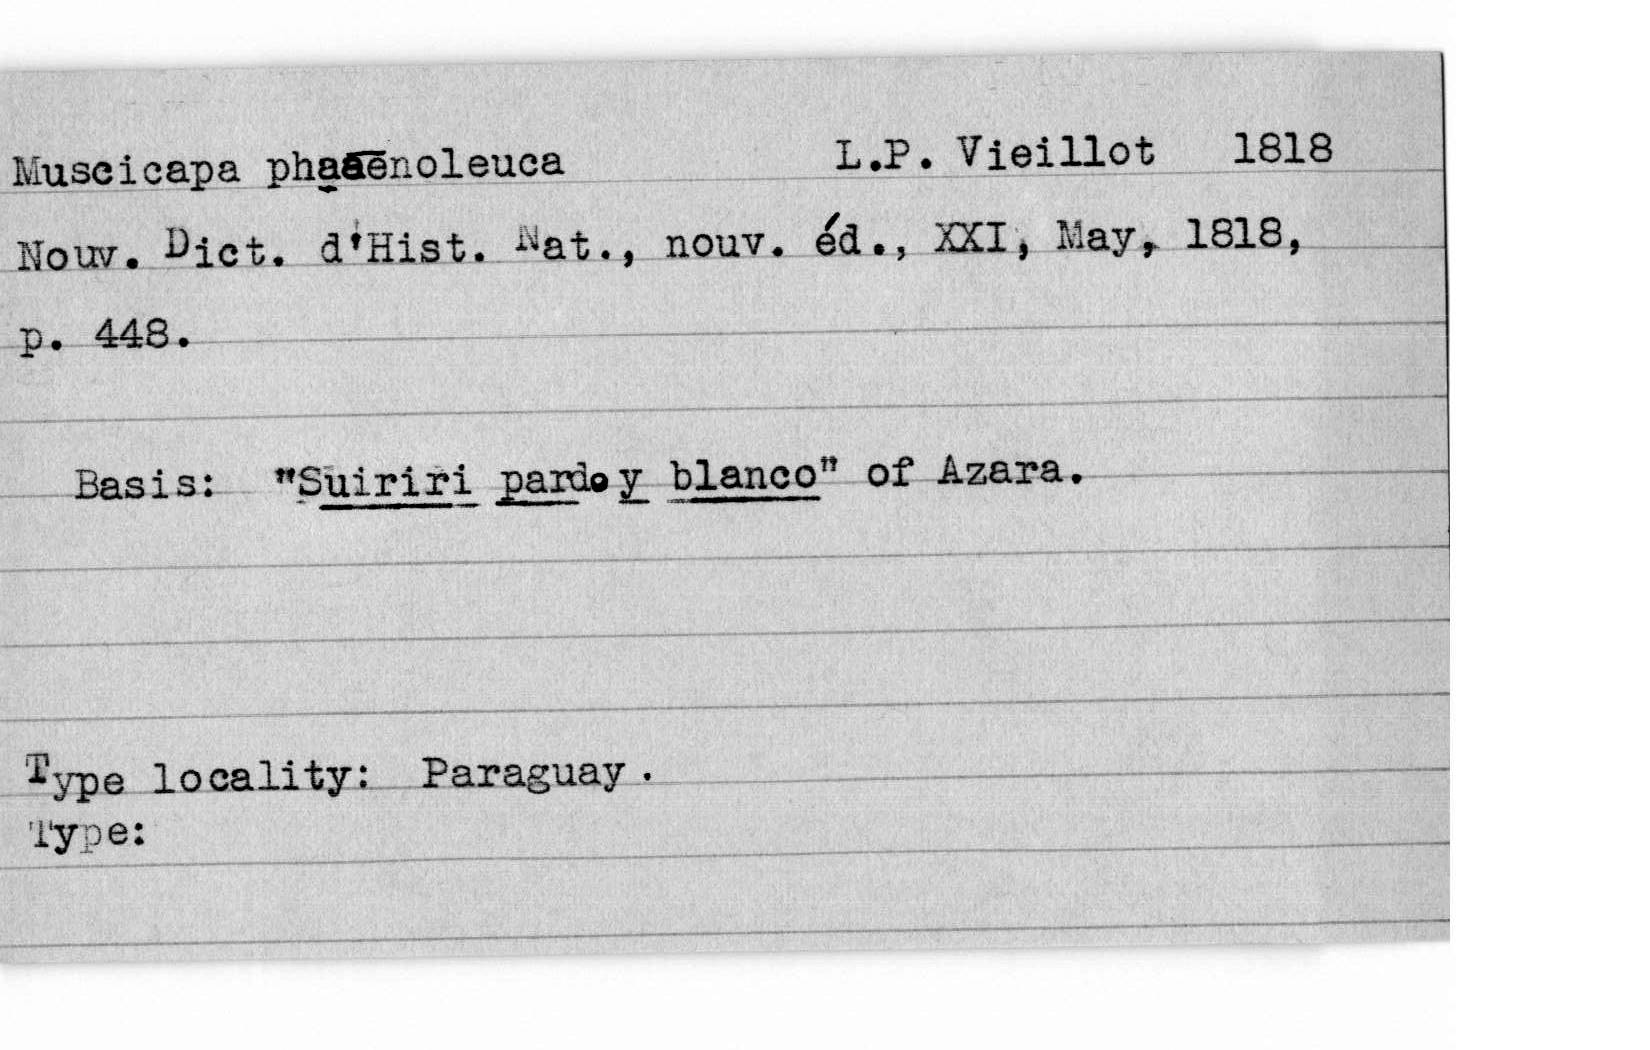 Muscicapa phaaenoleuca L.P. Vieillot 1818
Nouv. Dict. d'Hist. Nat., nouv. éd., XXI, May, 1818,
p. 448.
Basis: "Suiriri pardo y blanco" of Azara.
Type locality: Paraguay.
Type: